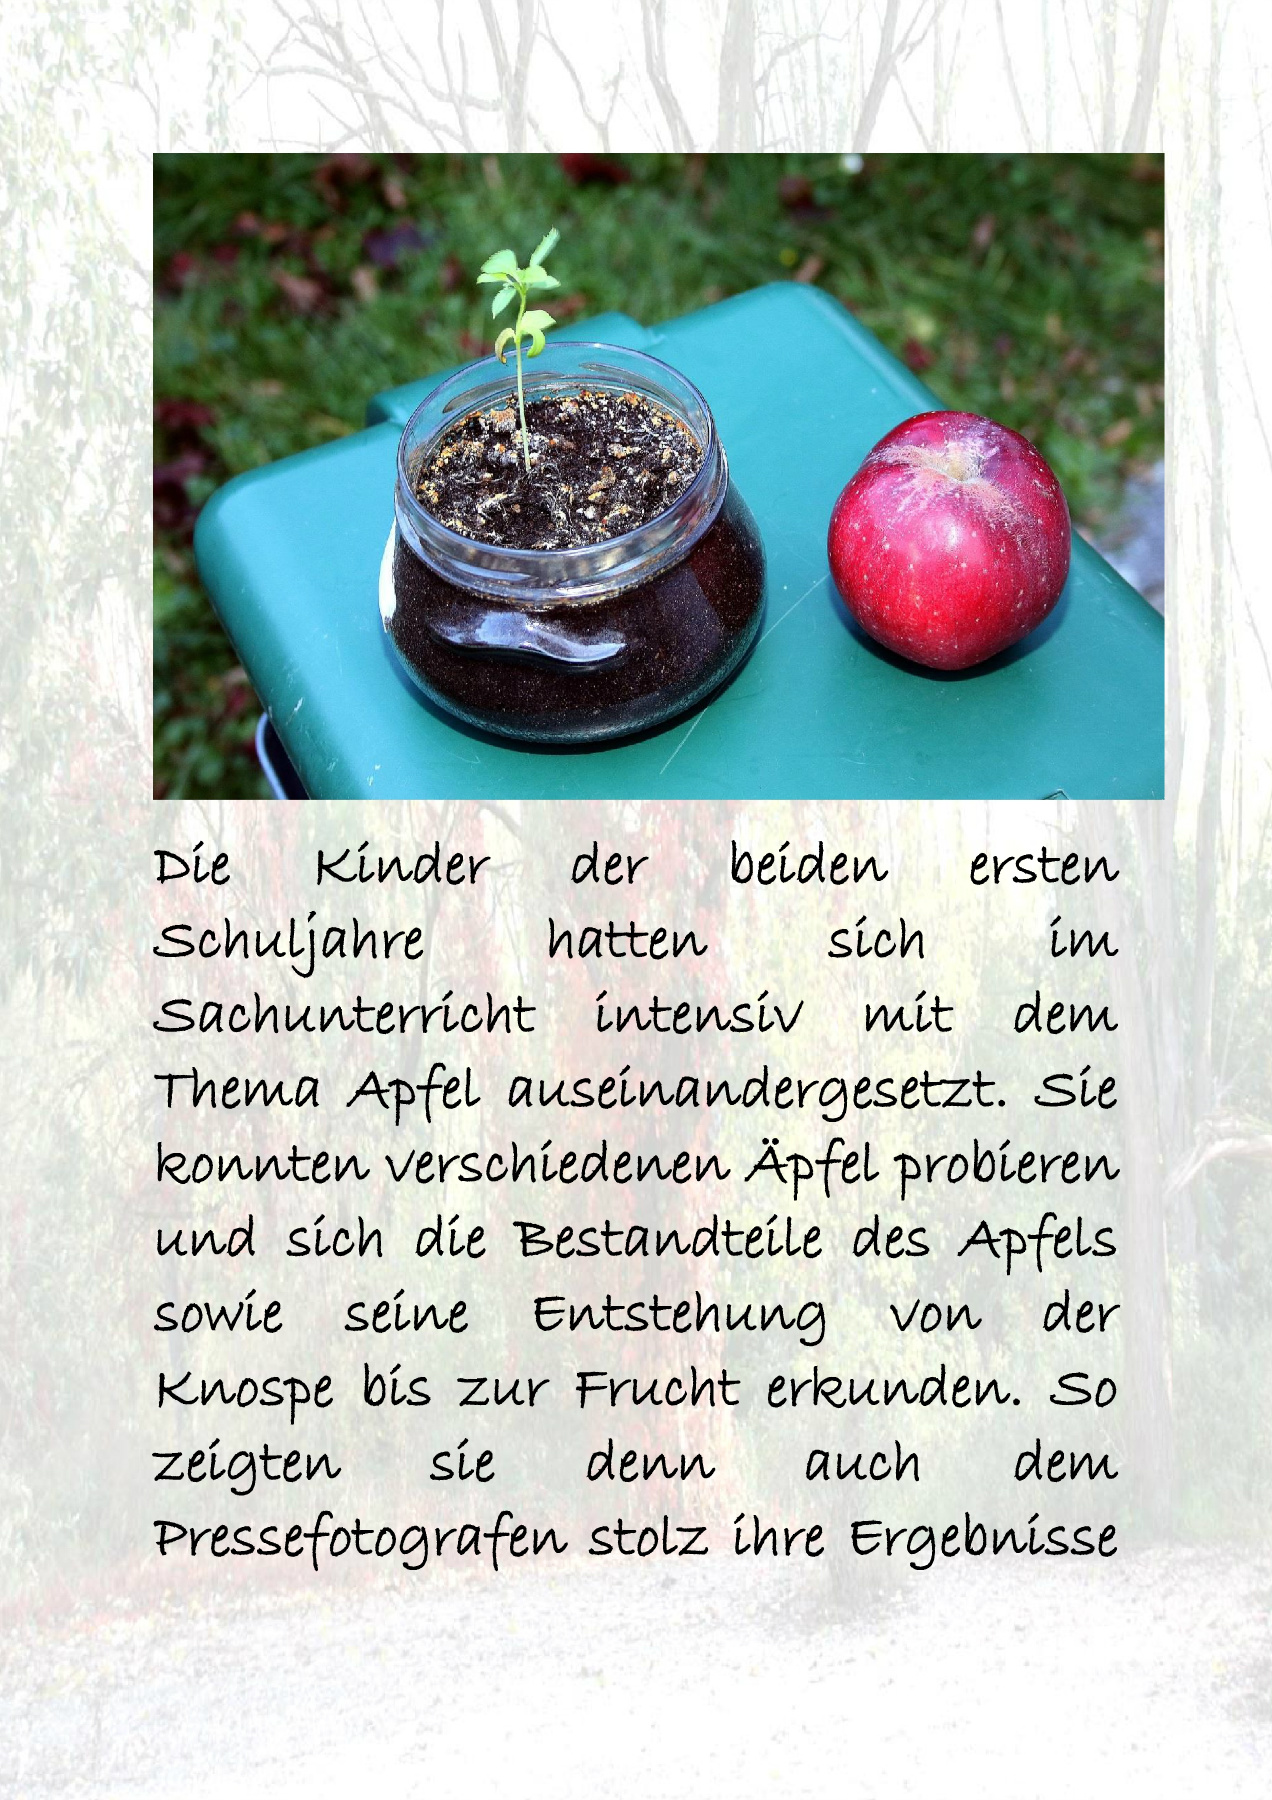 Die Kinder der beiden ersten
Schuljahre hatten sich im
Sachunterricht intensiv mit dem
Thema Apfel auseinandergesetzt. Sie
konnten verschiedenen Äpfel probieren
und sich die Bestandteile des Apfels
sowie seine Entstehung von der
Knospe bis zur Frucht erkunden. So
zeigten sie denn auch dem
Pressefotografen stolz ihre Ergebnisse